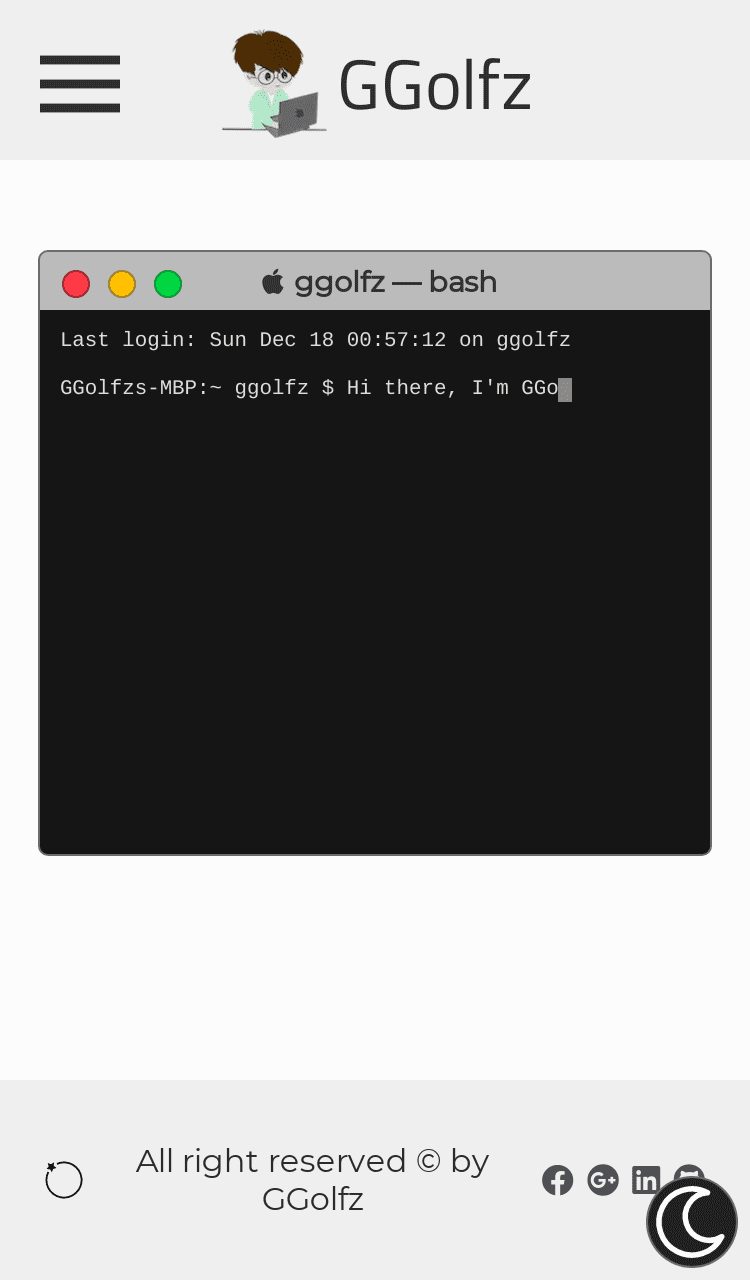 GGolfz
ggolfz — bash
Last login: Sun Dec 18 00:57:12 on ggolfz
GGolfzs-MBP:~ ggolfz $ Hi there, I'm GGo
All right reserved © by
GGolfz